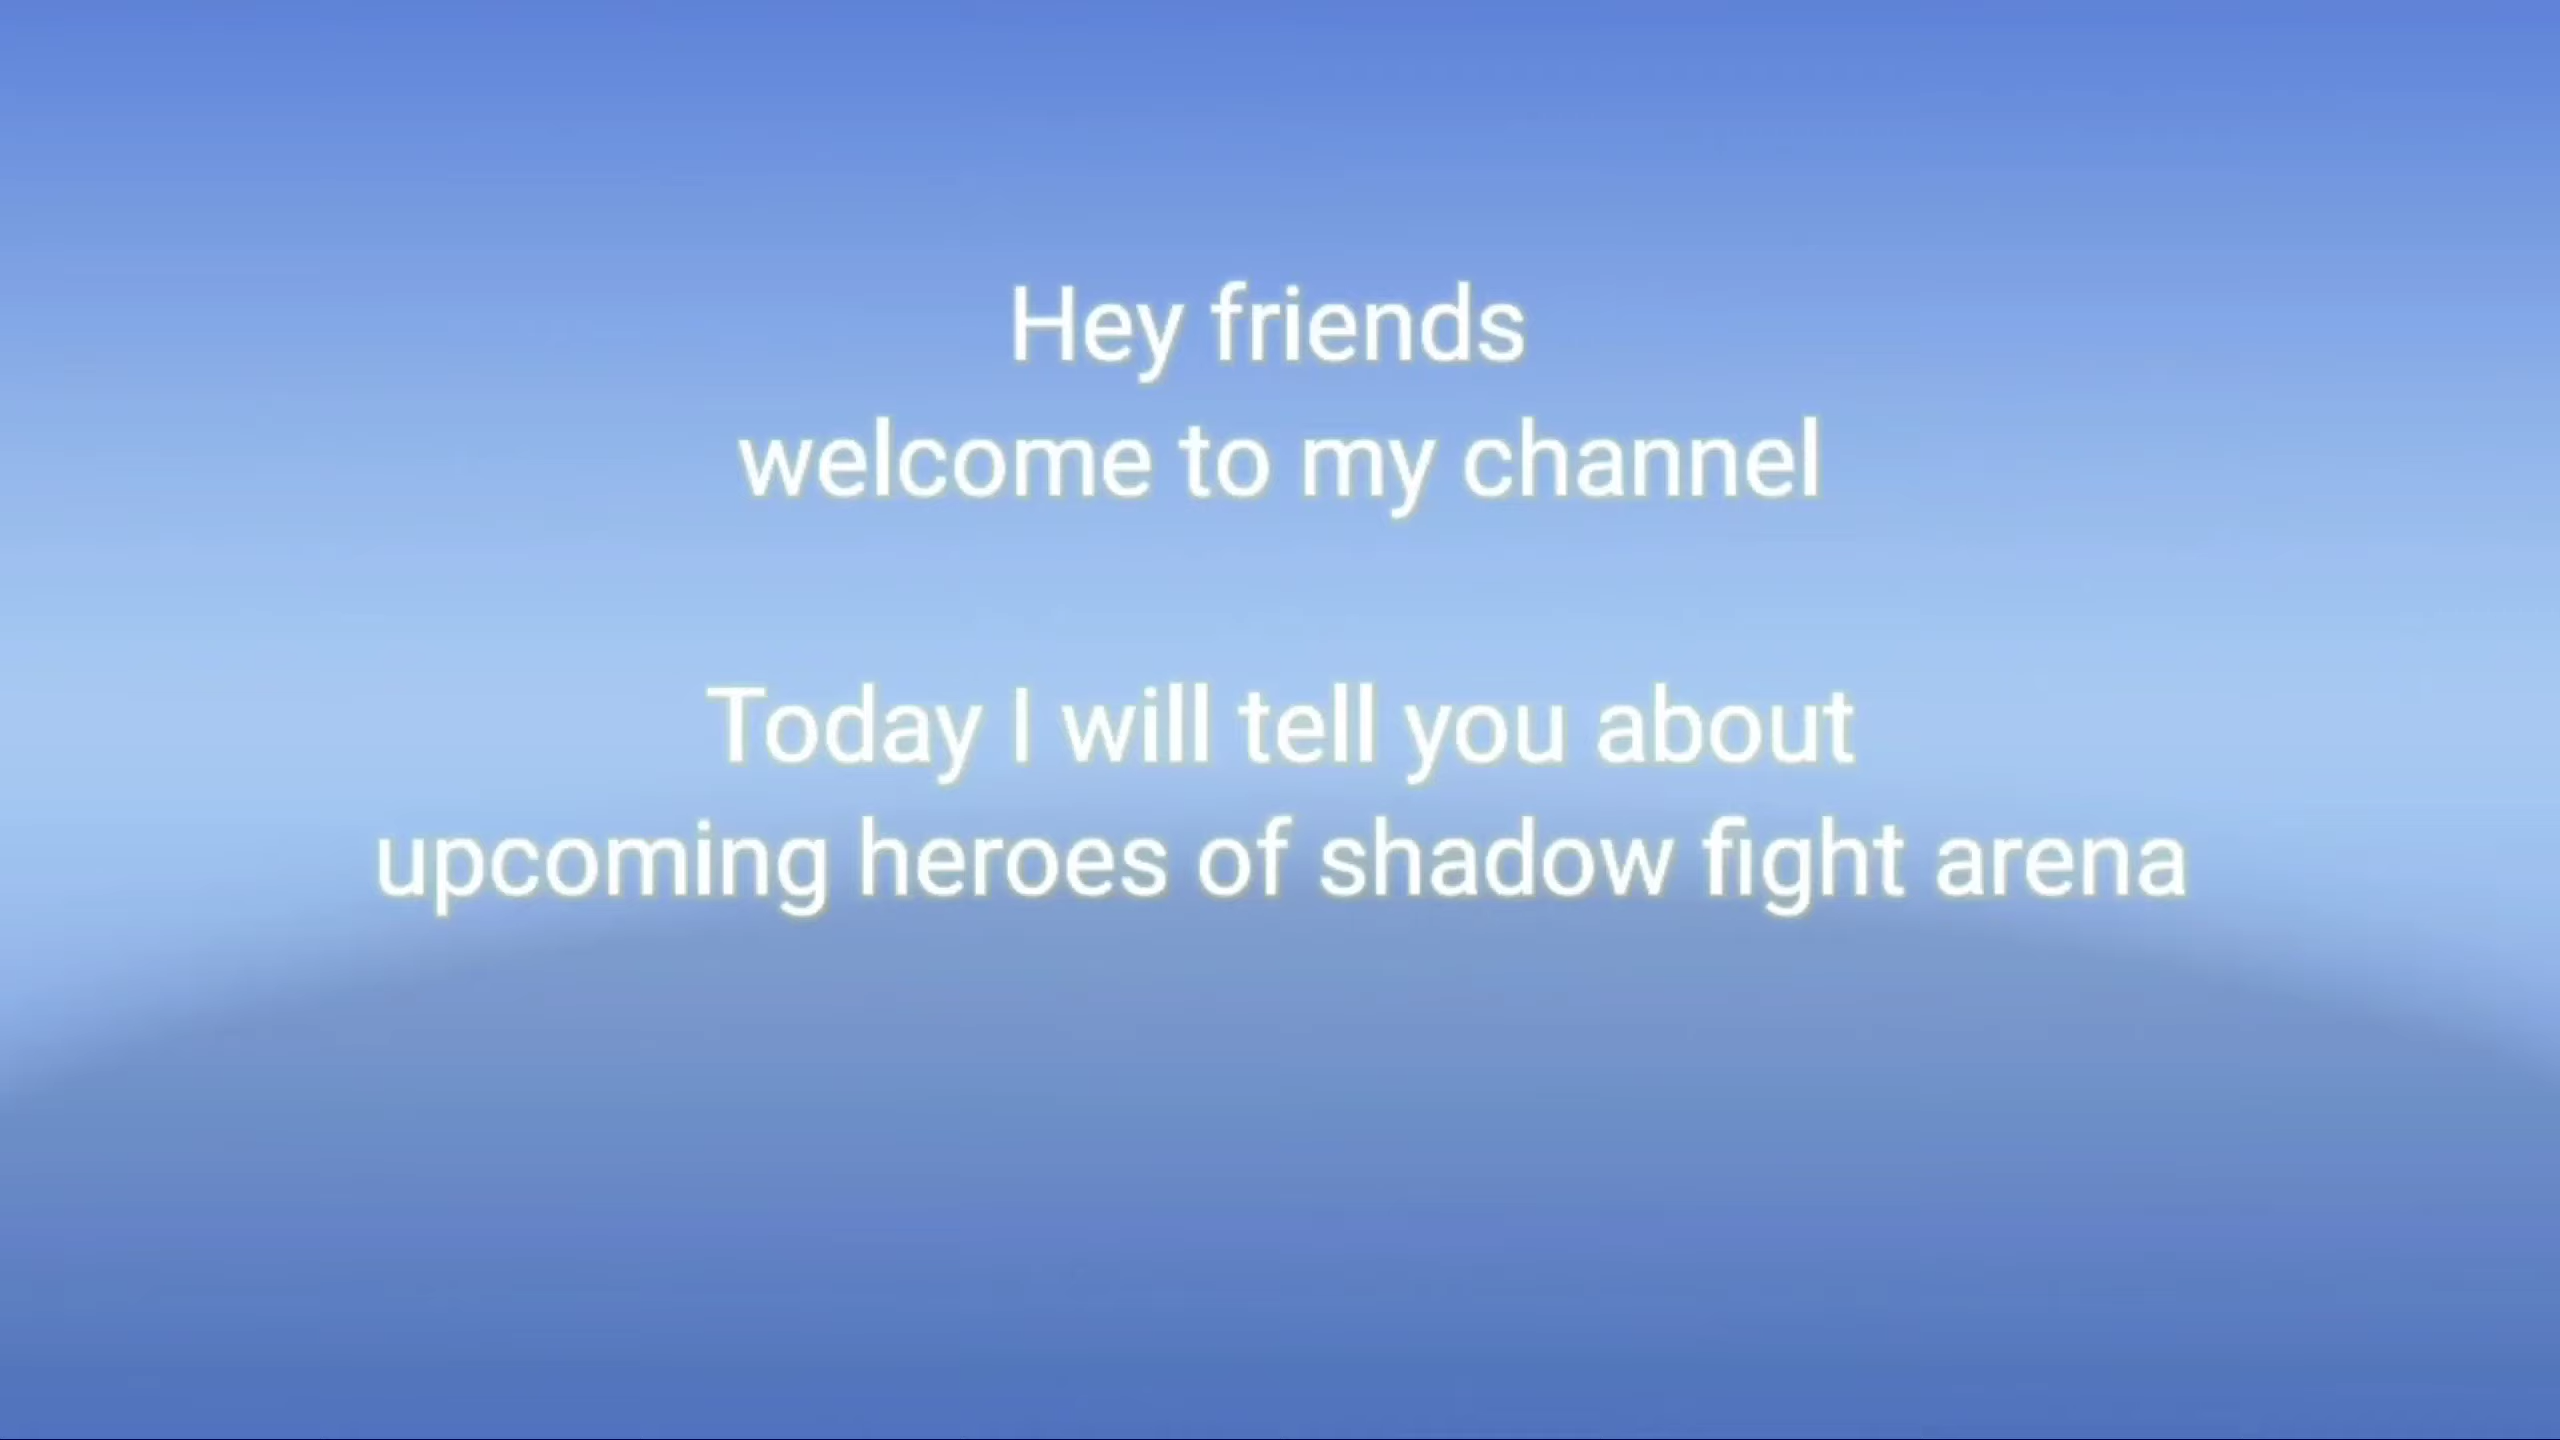 Hey friends
welcome to my channel
Today I will tell you about
upcoming heroes of shadow fight arena